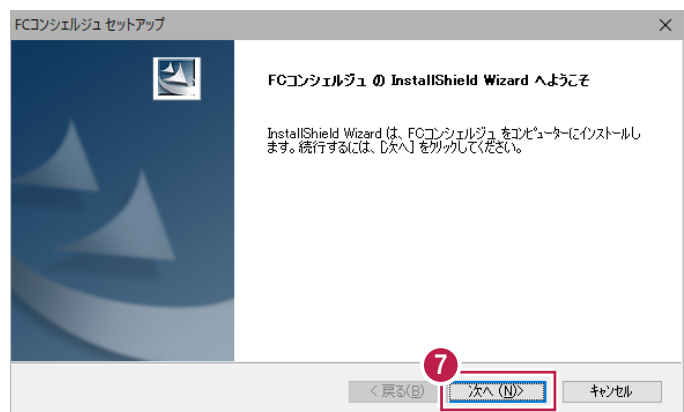 FCコンシェルジュ セットアップ
FCコンシェルジュ の InstallShield Wizard へようこそ
InstallShield Wizard は、FCコンシェルジュ をコンピューターにインストールし
ます。続行するには、[次へ] をクリックしてください。
7
< 戻る(B)
次へ (N)>
キャンセル